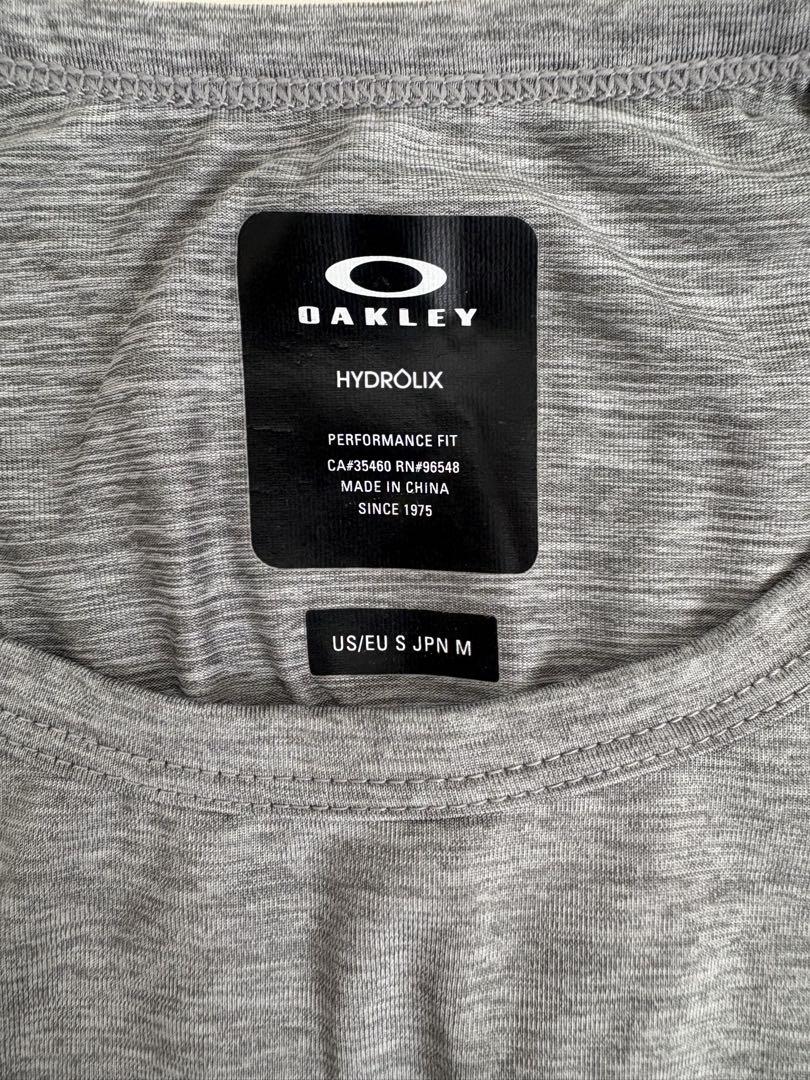 OAKLEY
HYDROLIX
PERFORMANCE FIT
CA#35460 RN#96548
MADE IN CHINA
SINCE 1975
US/EU S JPN M